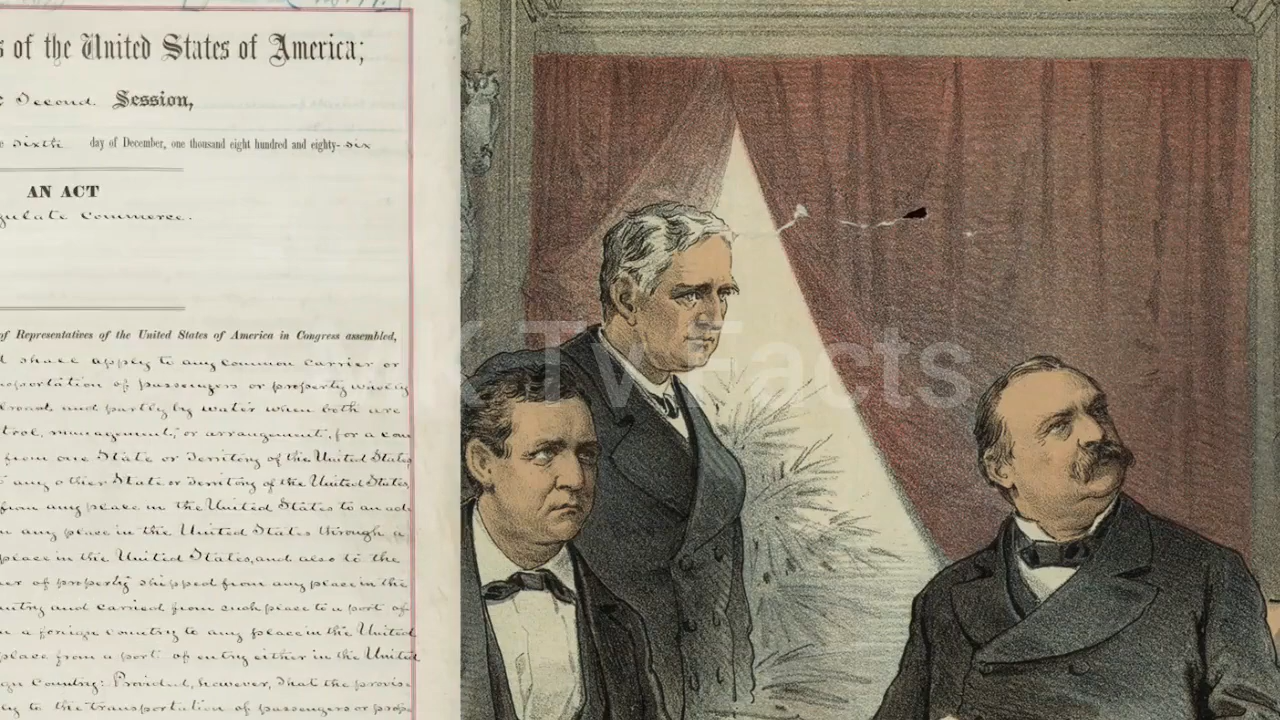 of the United States of America;
Second. Session,
sixth day of December, one thousand eight hundred and eighty-six
AN ACT
Commerce.
of Representatives of the United States of America in Congress assembled,
shall apply to any common carrier or
of passengers or property wholly
and partly by water when both are
management, or arrangement, for a con
from one State or Territory of the United States,
any other State or Territory of the United States,
from any place in the United States to an adj
any place in the United States through a
place in the United States, and also to the
of property shipped from any place in the
and carried from such place to a port of
a foreign country to any place in the United
place from a port of entry either in the United
Country: Provided, however, That the provis
to the transportation of passengers or prop
K Tv Facts